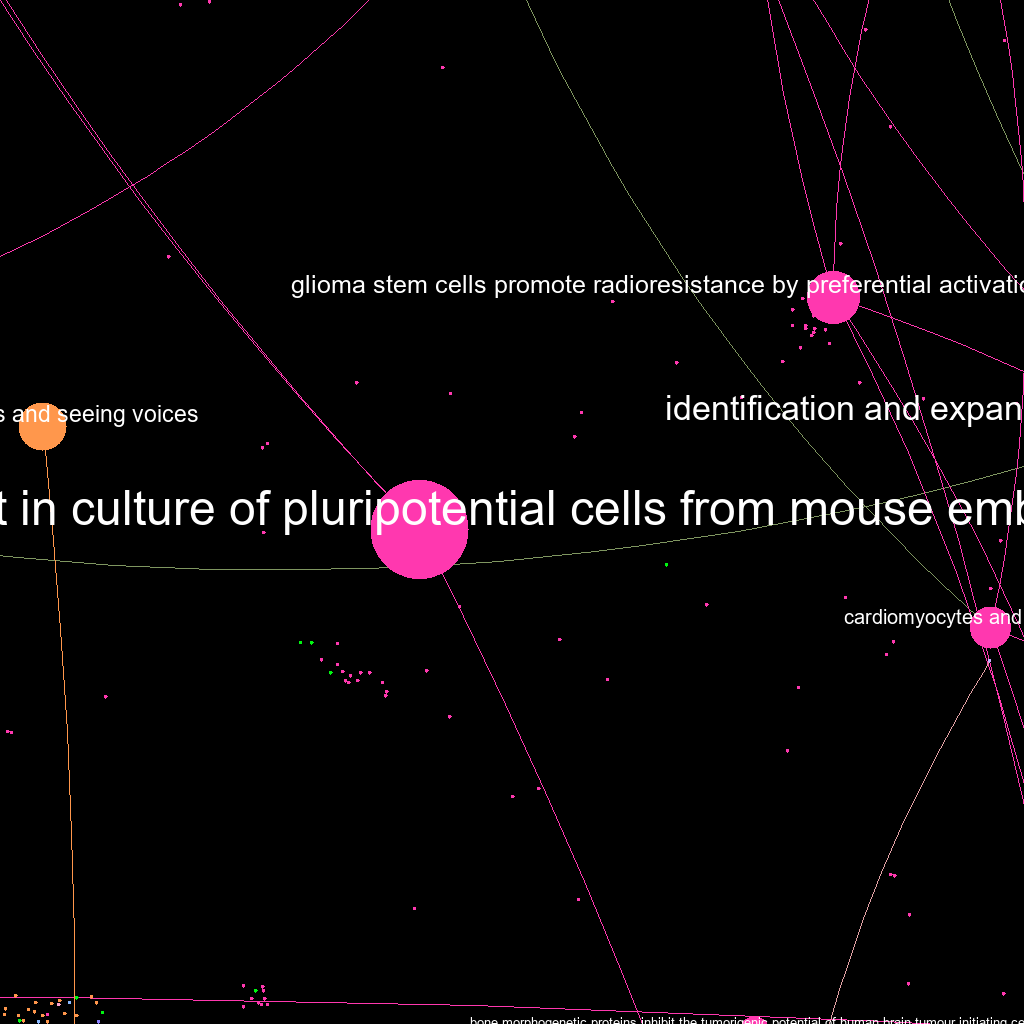 glioma stem cells promote radioresistance by preferential activatio
identification and expan
s and seeing voices
t in culture of pluripotential cells from mouse emb
cardiomyocytes and
bone morphogenetic proteins inhibit the tumorigenic potential of human brain tumour initiating ce